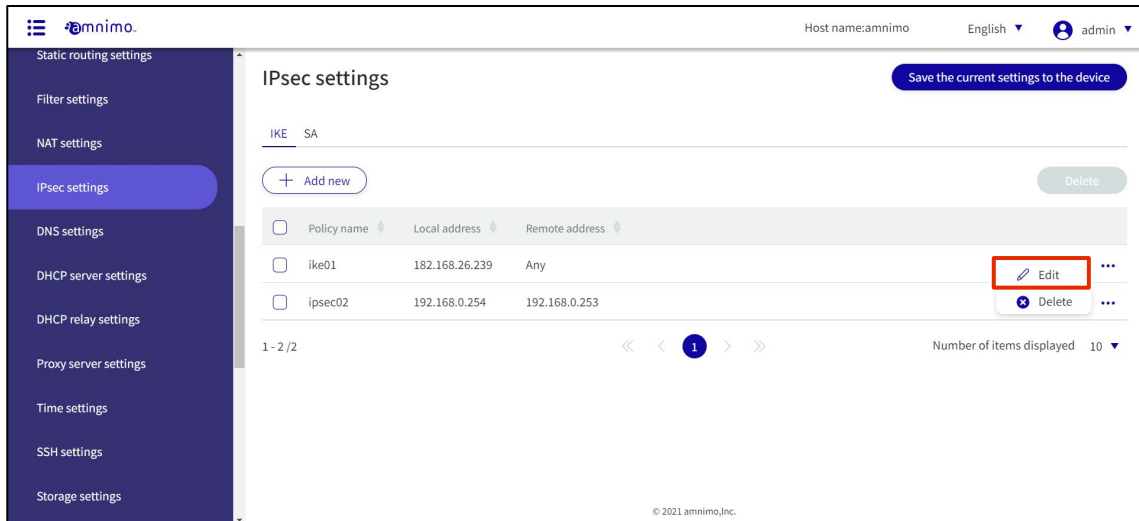 amnimo
Host name:amnimo
English
admin
Static routing settings
Filter settings
NAT settings
IPsec settings
DNS settings
DHCP server settings
DHCP relay settings
Proxy server settings
Time settings
SSH settings
Storage settings
IPsec settings
Save the current settings to the device
IKE SA
+ Add new
Delete
Policy name Local address Remote address
ike01 182.168.26.239 Any
Edit
ipsec02 192.168.0.254 192.168.0.253
Delete
1 - 2 /2
1
Number of items displayed 10
© 2021 amnimo,Inc.